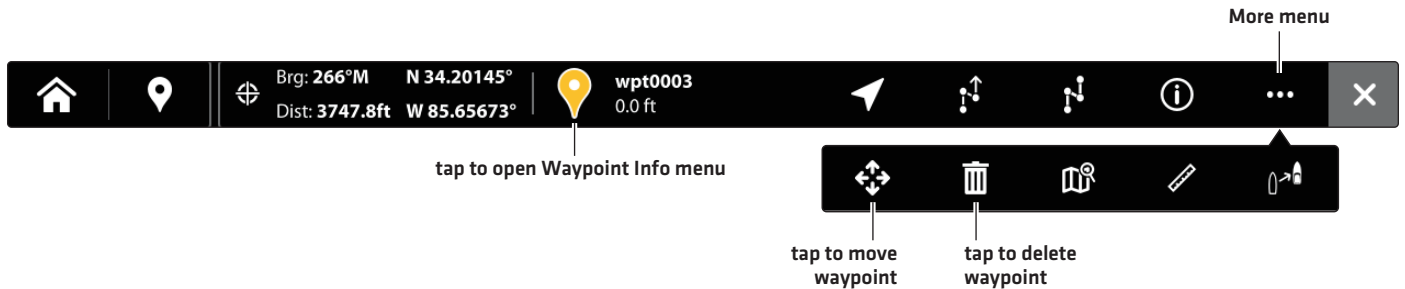 More menu
Brg: 266°M N 34.20145° wpt0003
Dist: 3747.8ft W 85.65673° 0.0 ft
tap to open Waypoint Info menu
tap to move
waypoint
tap to delete
waypoint